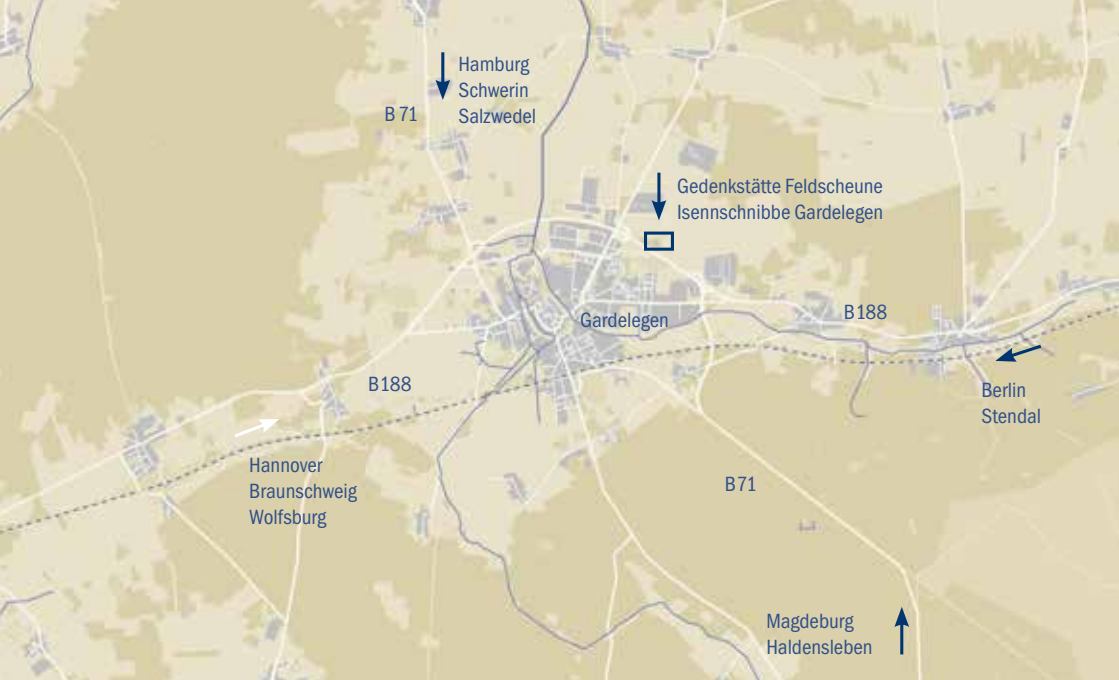 Hamburg
Schwerin
Salzwedel
B 71
Gedenkstätte Feldscheune
Isennschnibbe Gardelegen
Gardelegen
B188
B188
Berlin
Stendal
Hannover
Braunschweig
Wolfsburg
B71
Magdeburg
Haldensleben